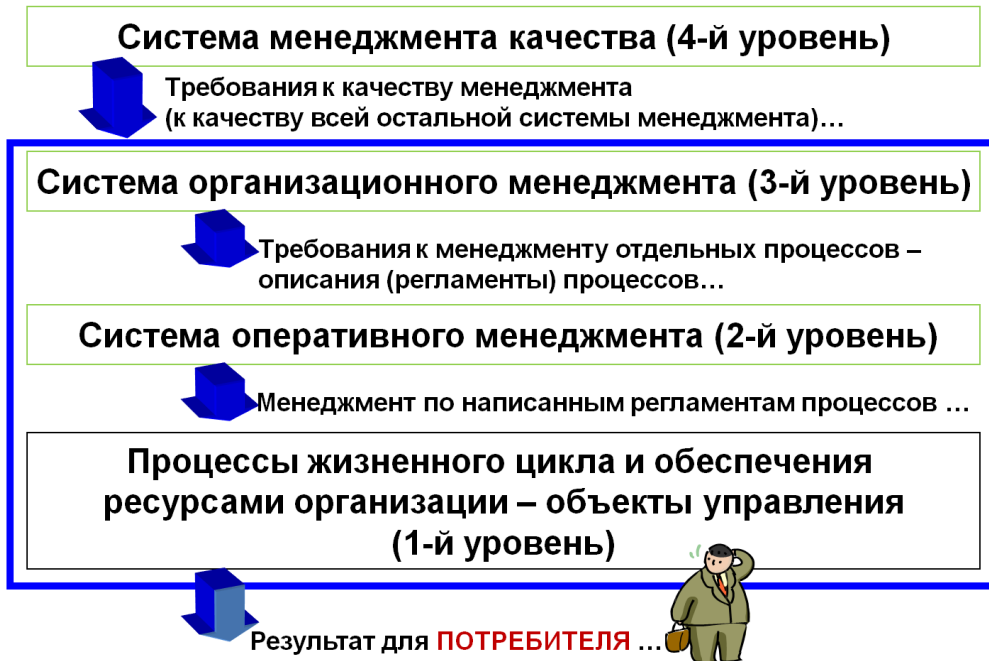 Система менеджмента качества (4-й уровень)
Требования к качеству менеджмента
(к качеству всей остальной системы менеджмента)…
Система организационного менеджмента (3-й уровень)
Требования к менеджменту отдельных процессов –
описания (регламенты) процессов…
Система оперативного менеджмента (2-й уровень)
Менеджмент по написанным регламентам процессов …
Процессы жизненного цикла и обеспечения
ресурсами организации – объекты управления
(1-й уровень)
Результат для ПОТРЕБИТЕЛЯ …